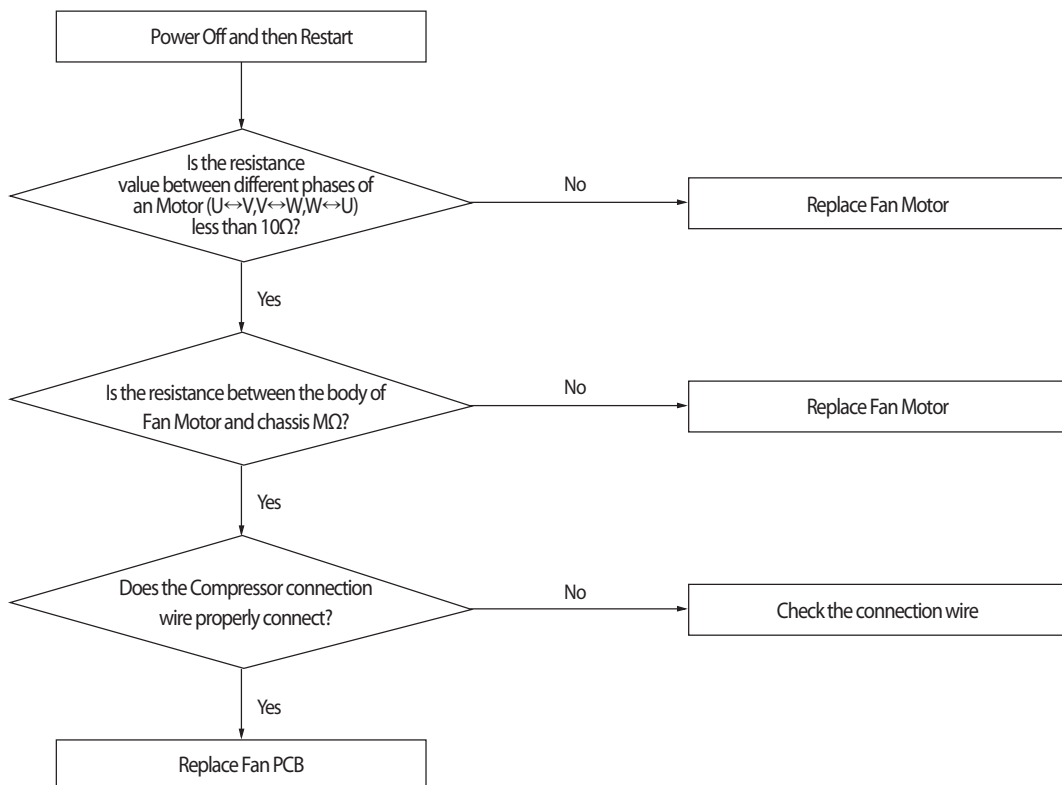 Power Off and then Restart
Is the resistance
value between different phases of
an Motor (U↔V,V↔W,W↔U)
less than 10Ω?
No
Replace Fan Motor
Yes
Is the resistance between the body of
Fan Motor and chassis MΩ?
No
Replace Fan Motor
Yes
Does the Compressor connection
wire properly connect?
No
Check the connection wire
Yes
Replace Fan PCB